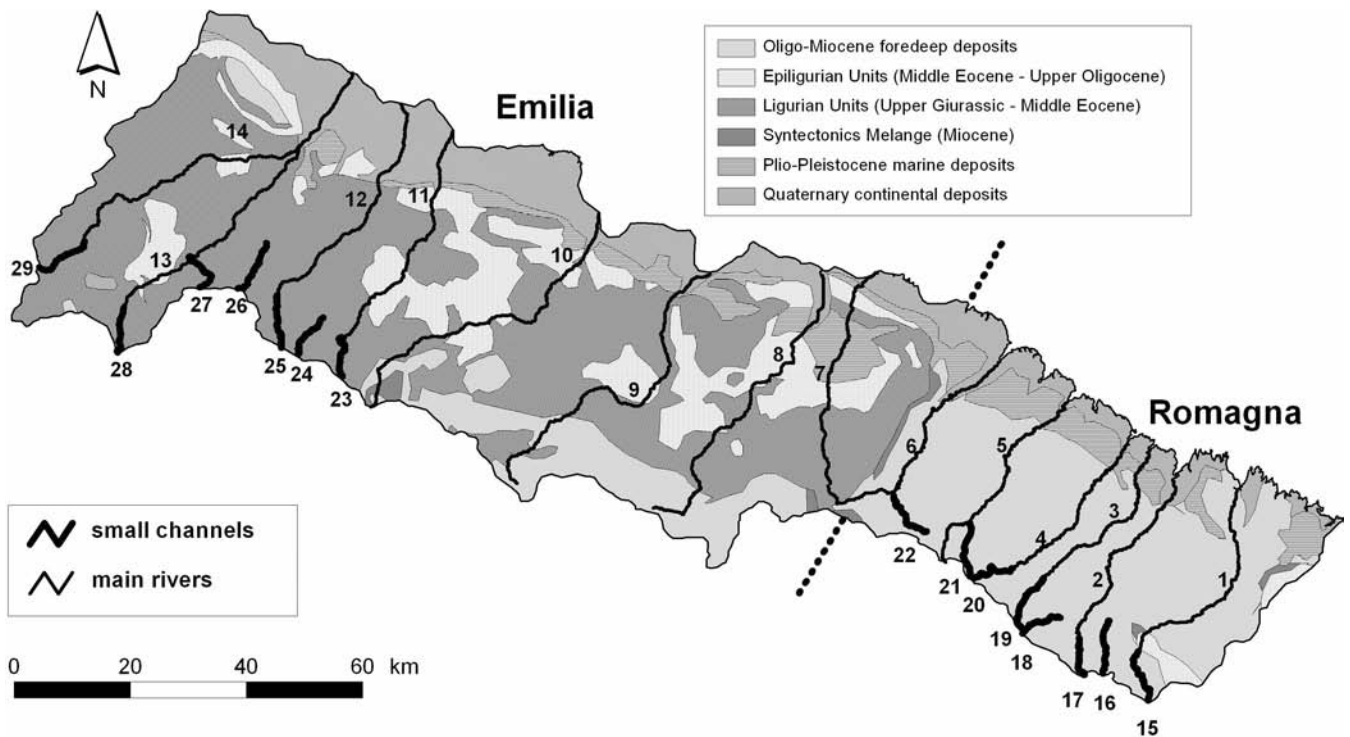 Emilia
Romagna
N
Oligo-Miocene foredeep deposits
Epiligurian Units (Middle Eocene - Upper Oligocene)
Ligurian Units (Upper Giurassic - Middle Eocene)
Syntectonics Melange (Miocene)
Plio-Pleistocene marine deposits
Quaternary continental deposits
14
12
11
10
29
13
27
26
28
25
24
23
9
8
7
6
5
4
3
2
1
22
21
20
19
18
17
16
15
small channels
main rivers
0 20 40 60 km